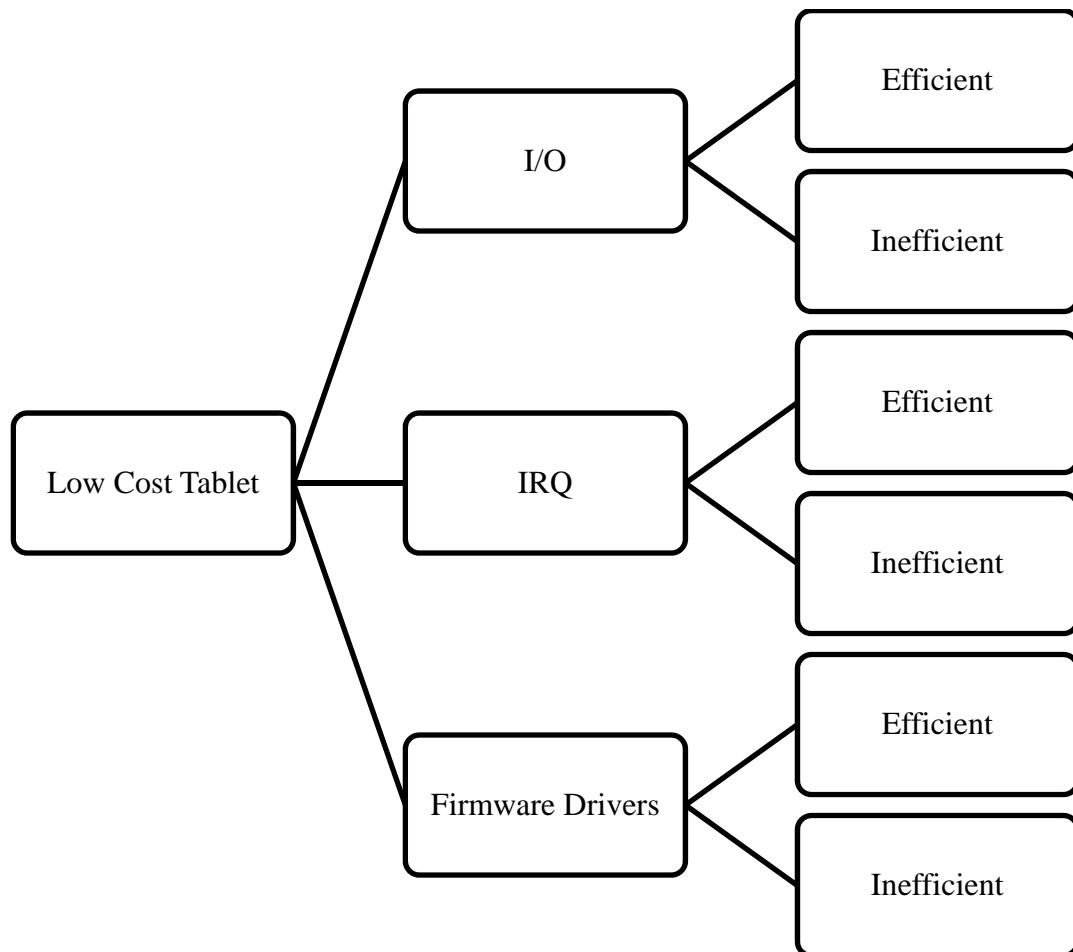 Low Cost Tablet
I/O
Efficient
Inefficient
IRQ
Efficient
Inefficient
Firmware Drivers
Efficient
Inefficient